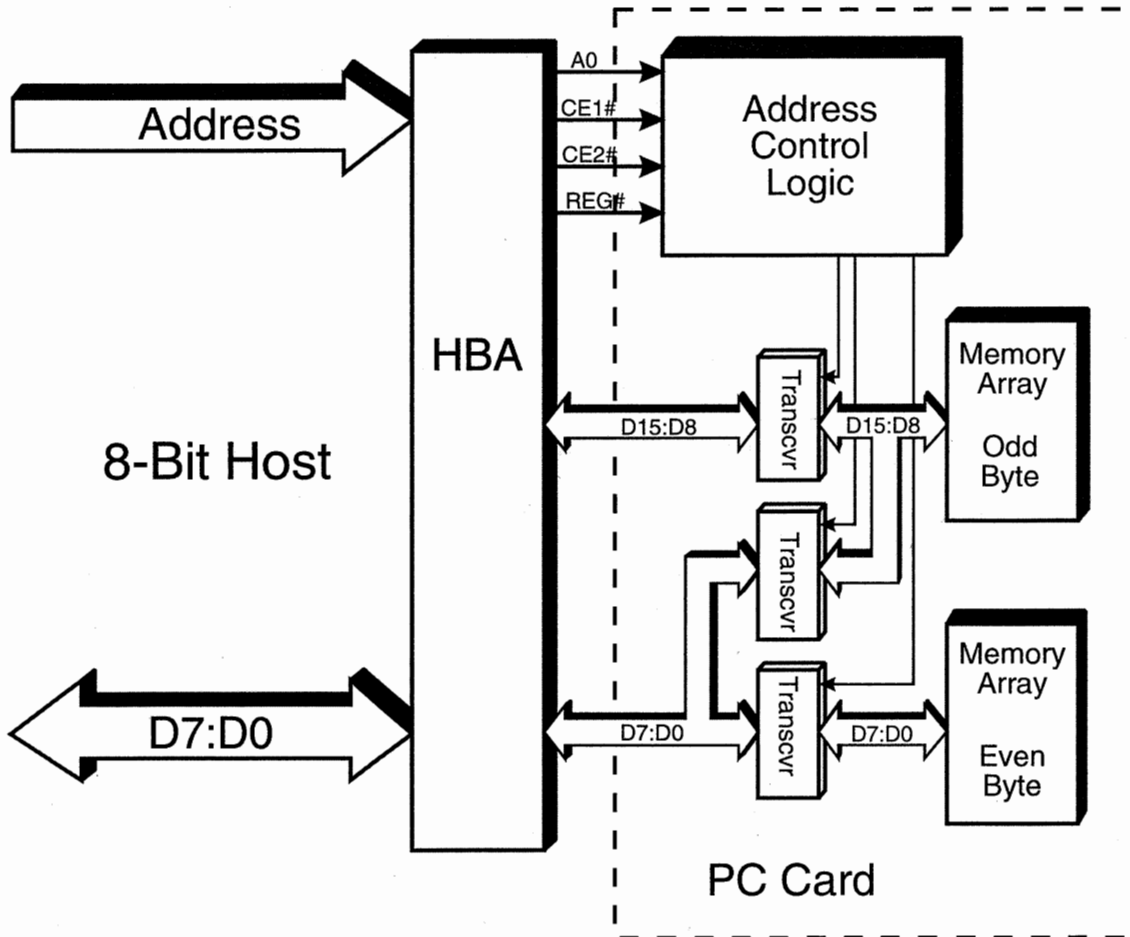 Address
8-Bit Host
D7:D0
HBA
A0
CE1#
CE2#
REG#
Address
Control
Logic
D15:D8
Transcvr
D15:D8
Memory
Array
Odd
Byte
Transcvr
D7:D0
Transcvr
D7:D0
Memory
Array
Even
Byte
PC Card